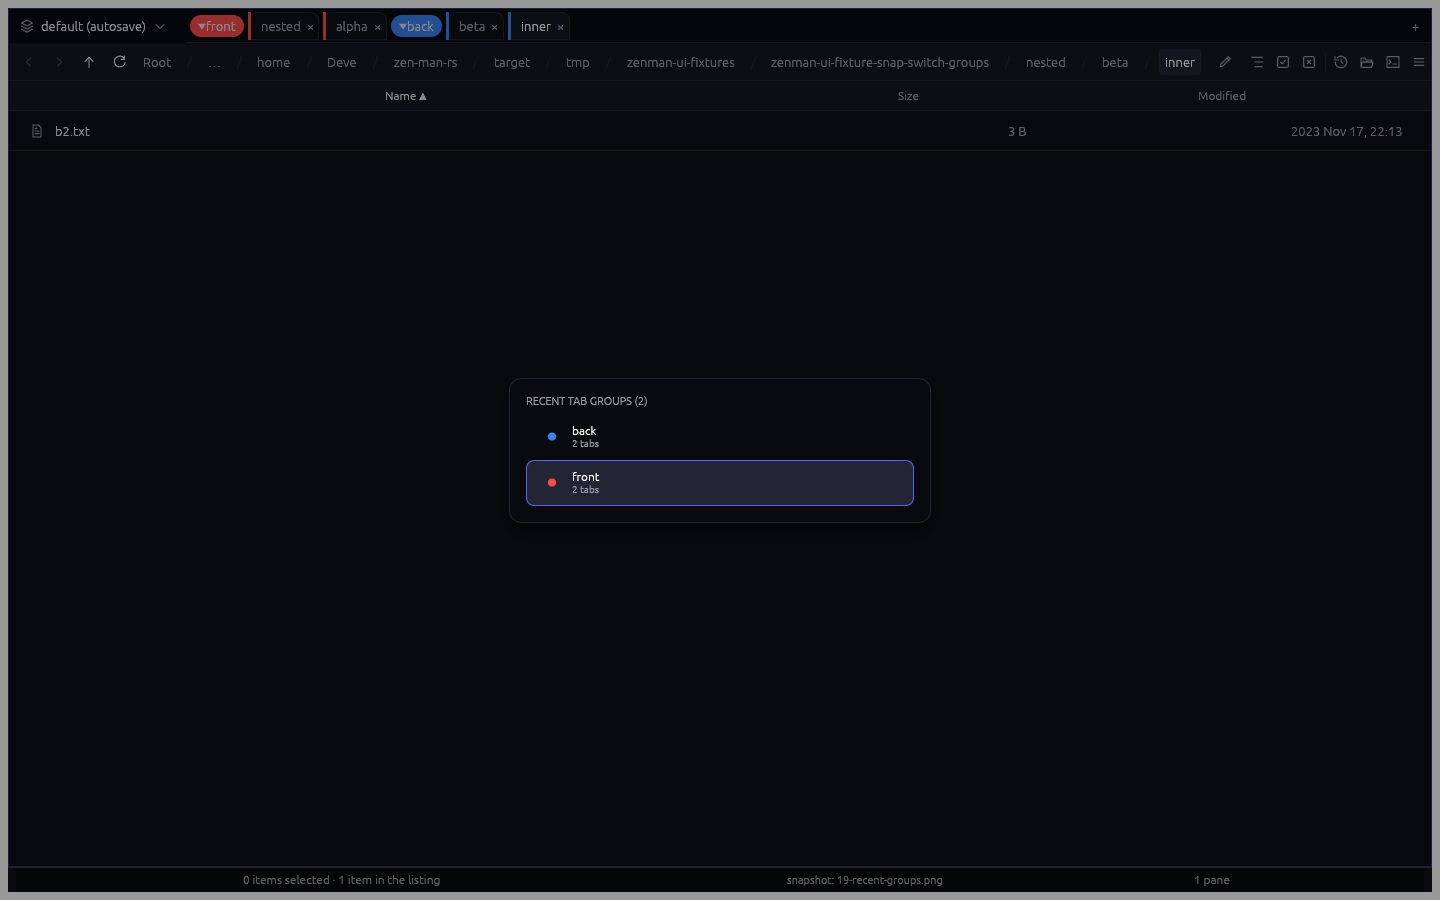 default (autosave) ▾front nested × alpha × ▾back beta × inner × +
Root / ... / home / Deve / zen-man-rs / target / tmp / zenman-ui-fixtures / zenman-ui-fixture-snap-switch-groups / nested / beta / inner
Name ▲ Size Modified
b2.txt 3 B 2023 Nov 17, 22:13
RECENT TAB GROUPS (2)
back
2 tabs
front
2 tabs
0 items selected · 1 item in the listing snapshot: 19-recent-groups.png 1 pane